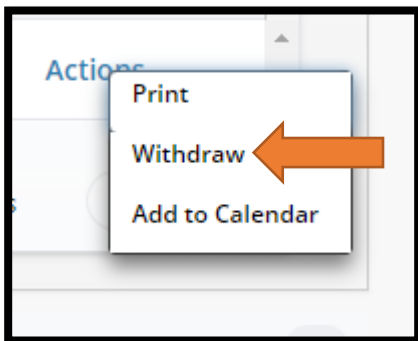 Actions
Print
Withdraw
s
Add to Calendar